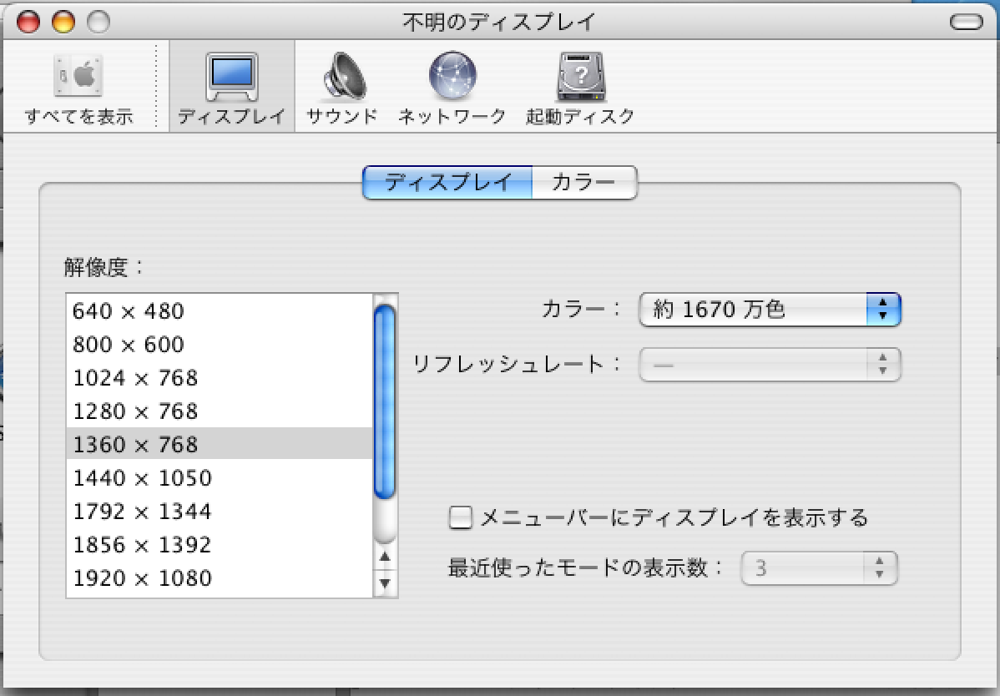 不明のディスプレイ
すべてを表示
ディスプレイ
サウンド
ネットワーク
起動ディスク
ディスプレイ
カラー
解像度：
640 × 480
800 × 600
1024 × 768
1280 × 768
1360 × 768
1440 × 1050
1792 × 1344
1856 × 1392
1920 × 1080
カラー： 約 1670 万色
リフレッシュレート： —
メニューバーにディスプレイを表示する
最近使ったモードの表示数： 3